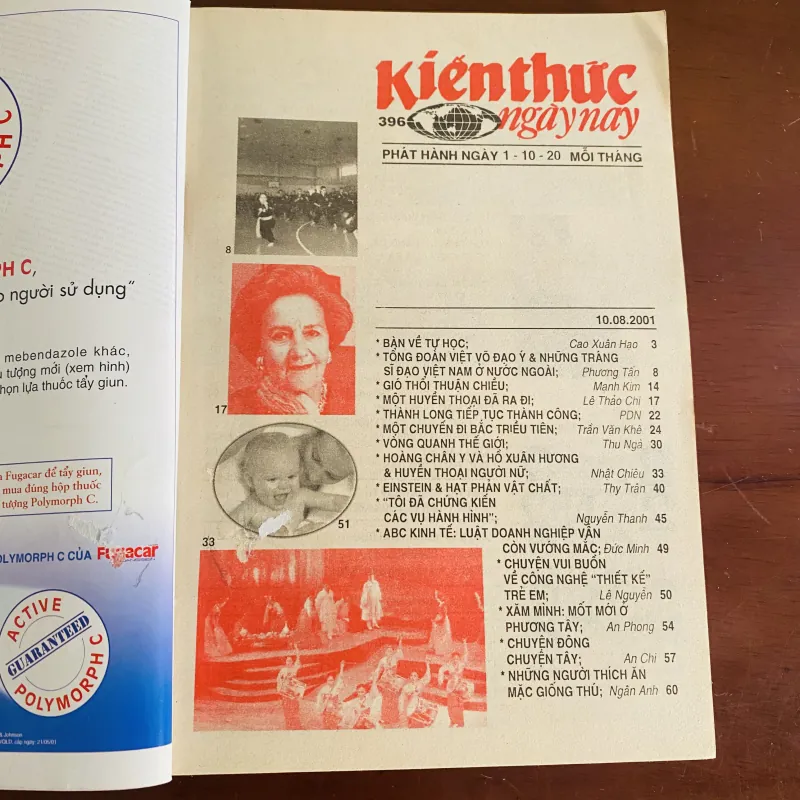 PH C
PH C,
người sử dụng"
mebendazole khác,
tượng mới (xem hình)
họn lựa thuốc tẩy giun.
Fugacar để tẩy giun,
mua đúng hộp thuốc
tượng Polymorph C.
OLYMORPH C CỦA Fugacar
ACTIVE
GUARANTEED
POLYMORPH C
Johnson
Kiến thức
396
ngày nay
PHÁT HÀNH NGÀY 1 - 10 - 20 MỖI THÁNG
8
17
51
33
10.08.2001
* BÀN VỀ TỰ HỌC; Cao Xuân Hạo 3
* TỔNG ĐOÀN VIỆT VÕ ĐẠO Ý & NHỮNG TRÁNG
SĨ ĐẠO VIỆT NAM Ở NƯỚC NGOÀI; Phương Tấn 8
* GIÓ THỔI THUẬN CHIỀU; Mạnh Kim 14
* MỘT HUYỀN THOẠI ĐÃ RA ĐI; Lê Thảo Chi 17
* THÀNH LONG TIẾP TỤC THÀNH CÔNG; PDN 22
* MỘT CHUYẾN ĐI BẮC TRIỀU TIÊN; Trần Văn Khê 24
* VÒNG QUANH THẾ GIỚI; Thu Ngà 30
* HOÀNG CHÂN Y VÀ HỒ XUÂN HƯƠNG
& HUYỀN THOẠI NGƯỜI NỮ; Nhật Chiêu 33
* EINSTEIN & HẠT PHẢN VẬT CHẤT; Thy Trân 40
* "TÔI ĐÃ CHỨNG KIẾN
CÁC VỤ HÀNH HÌNH"; Nguyễn Thanh 45
* ABC KINH TẾ: LUẬT DOANH NGHIỆP VẪN
CÒN VƯỚNG MẮC; Đức Minh 49
* CHUYỆN VUI BUỒN
VỀ CÔNG NGHỆ "THIẾT KẾ"
TRẺ EM; Lê Nguyễn 50
* XĂM MÌNH: MỐT MỚI Ở
PHƯƠNG TÂY; An Phong 54
* CHUYỆN ĐÔNG
CHUYỆN TÂY; An Chi 57
* NHỮNG NGƯỜI THÍCH ĂN
MẶC GIỐNG THÚ; Ngân Anh 60